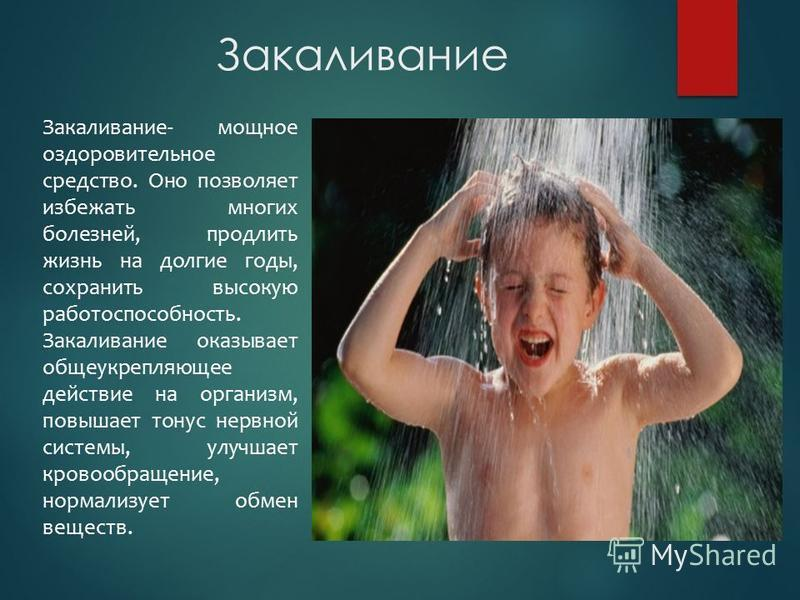 Закаливание
Закаливание- мощное
оздоровительное
средство. Оно позволяет
избежать многих
болезней, продлить
жизнь на долгие годы,
сохранить высокую
работоспособность.
Закаливание оказывает
общеукрепляющее
действие на организм,
повышает тонус нервной
системы, улучшает
кровообращение,
нормализует обмен
веществ.
MyShared